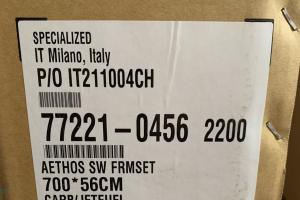 SPECIALIZED
IT Milano, Italy
P/O IT211004CH
77221-0456 2200
AETHOS SW FRMSET
700*56CM